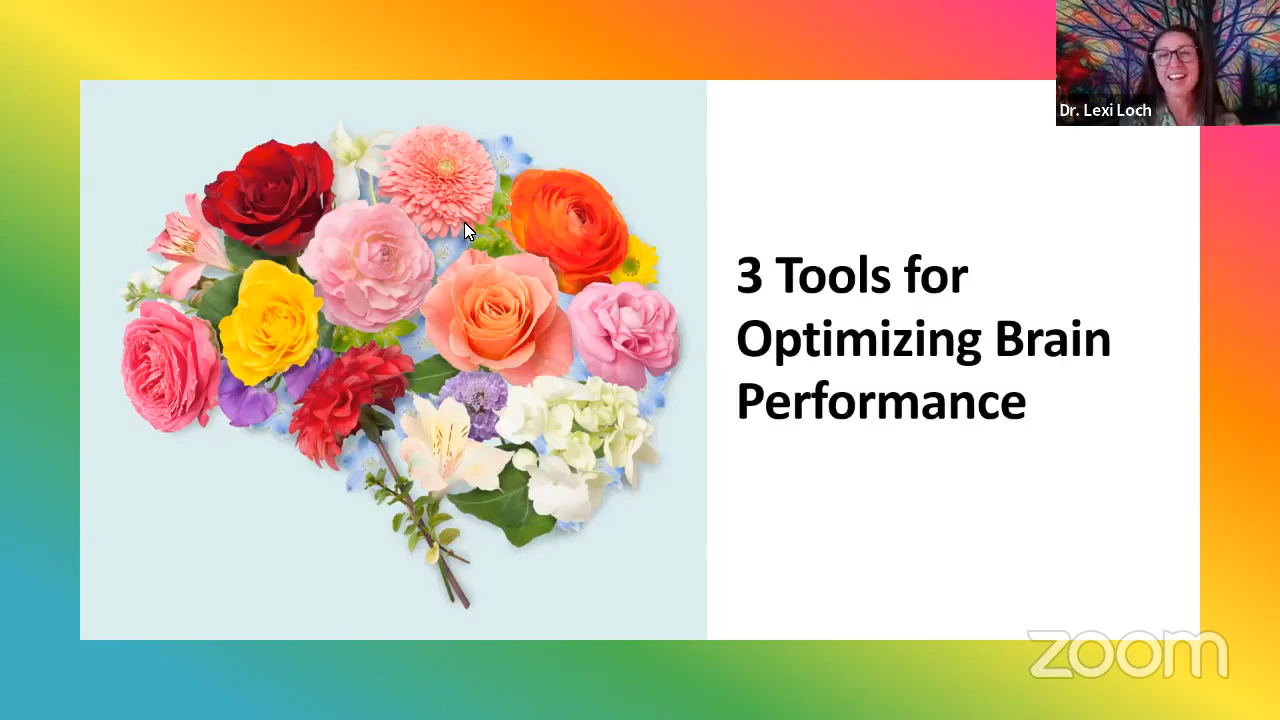 Dr. Lexi Loch
3 Tools for
Optimizing Brain
Performance
zoom